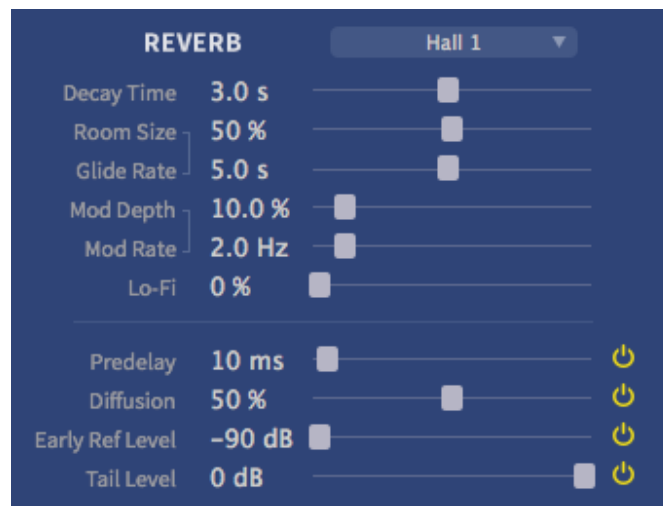 REVERB Hall 1
Decay Time 3.0 s
Room Size 50 %
Glide Rate 5.0 s
Mod Depth 10.0 %
Mod Rate 2.0 Hz
Lo-Fi 0 %
Predelay 10 ms
Diffusion 50 %
Early Ref Level -90 dB
Tail Level 0 dB